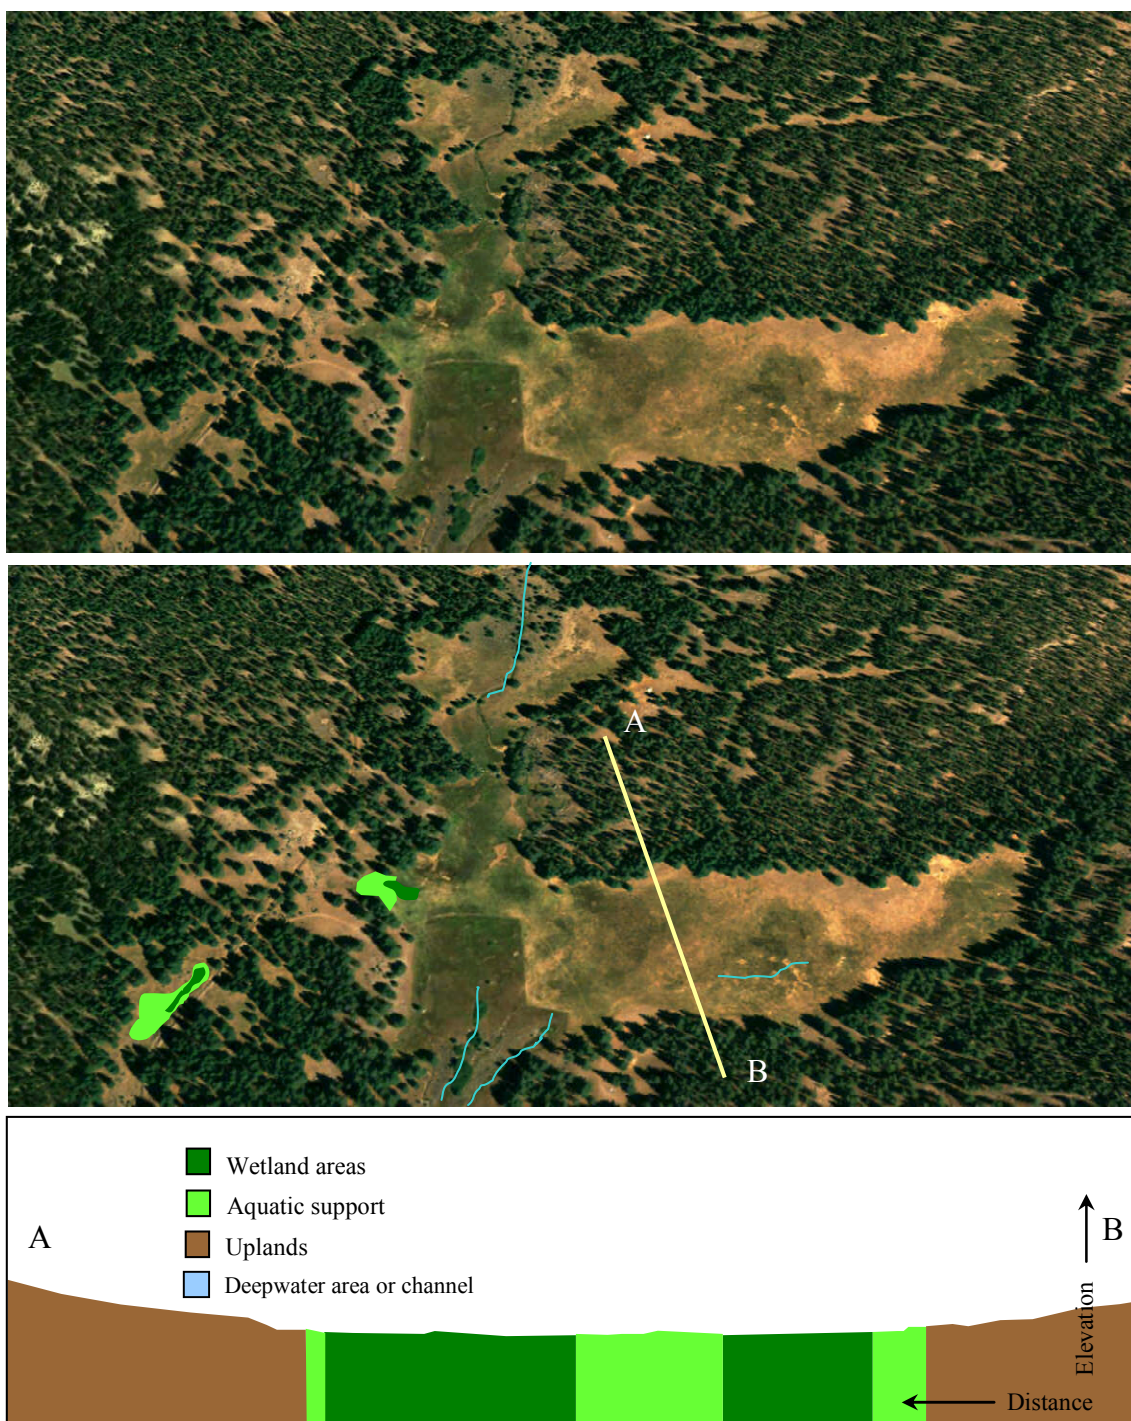 A
B
Wetland areas
Aquatic support
A
B
Uplands
Deepwater area or channel
Elevation
Distance